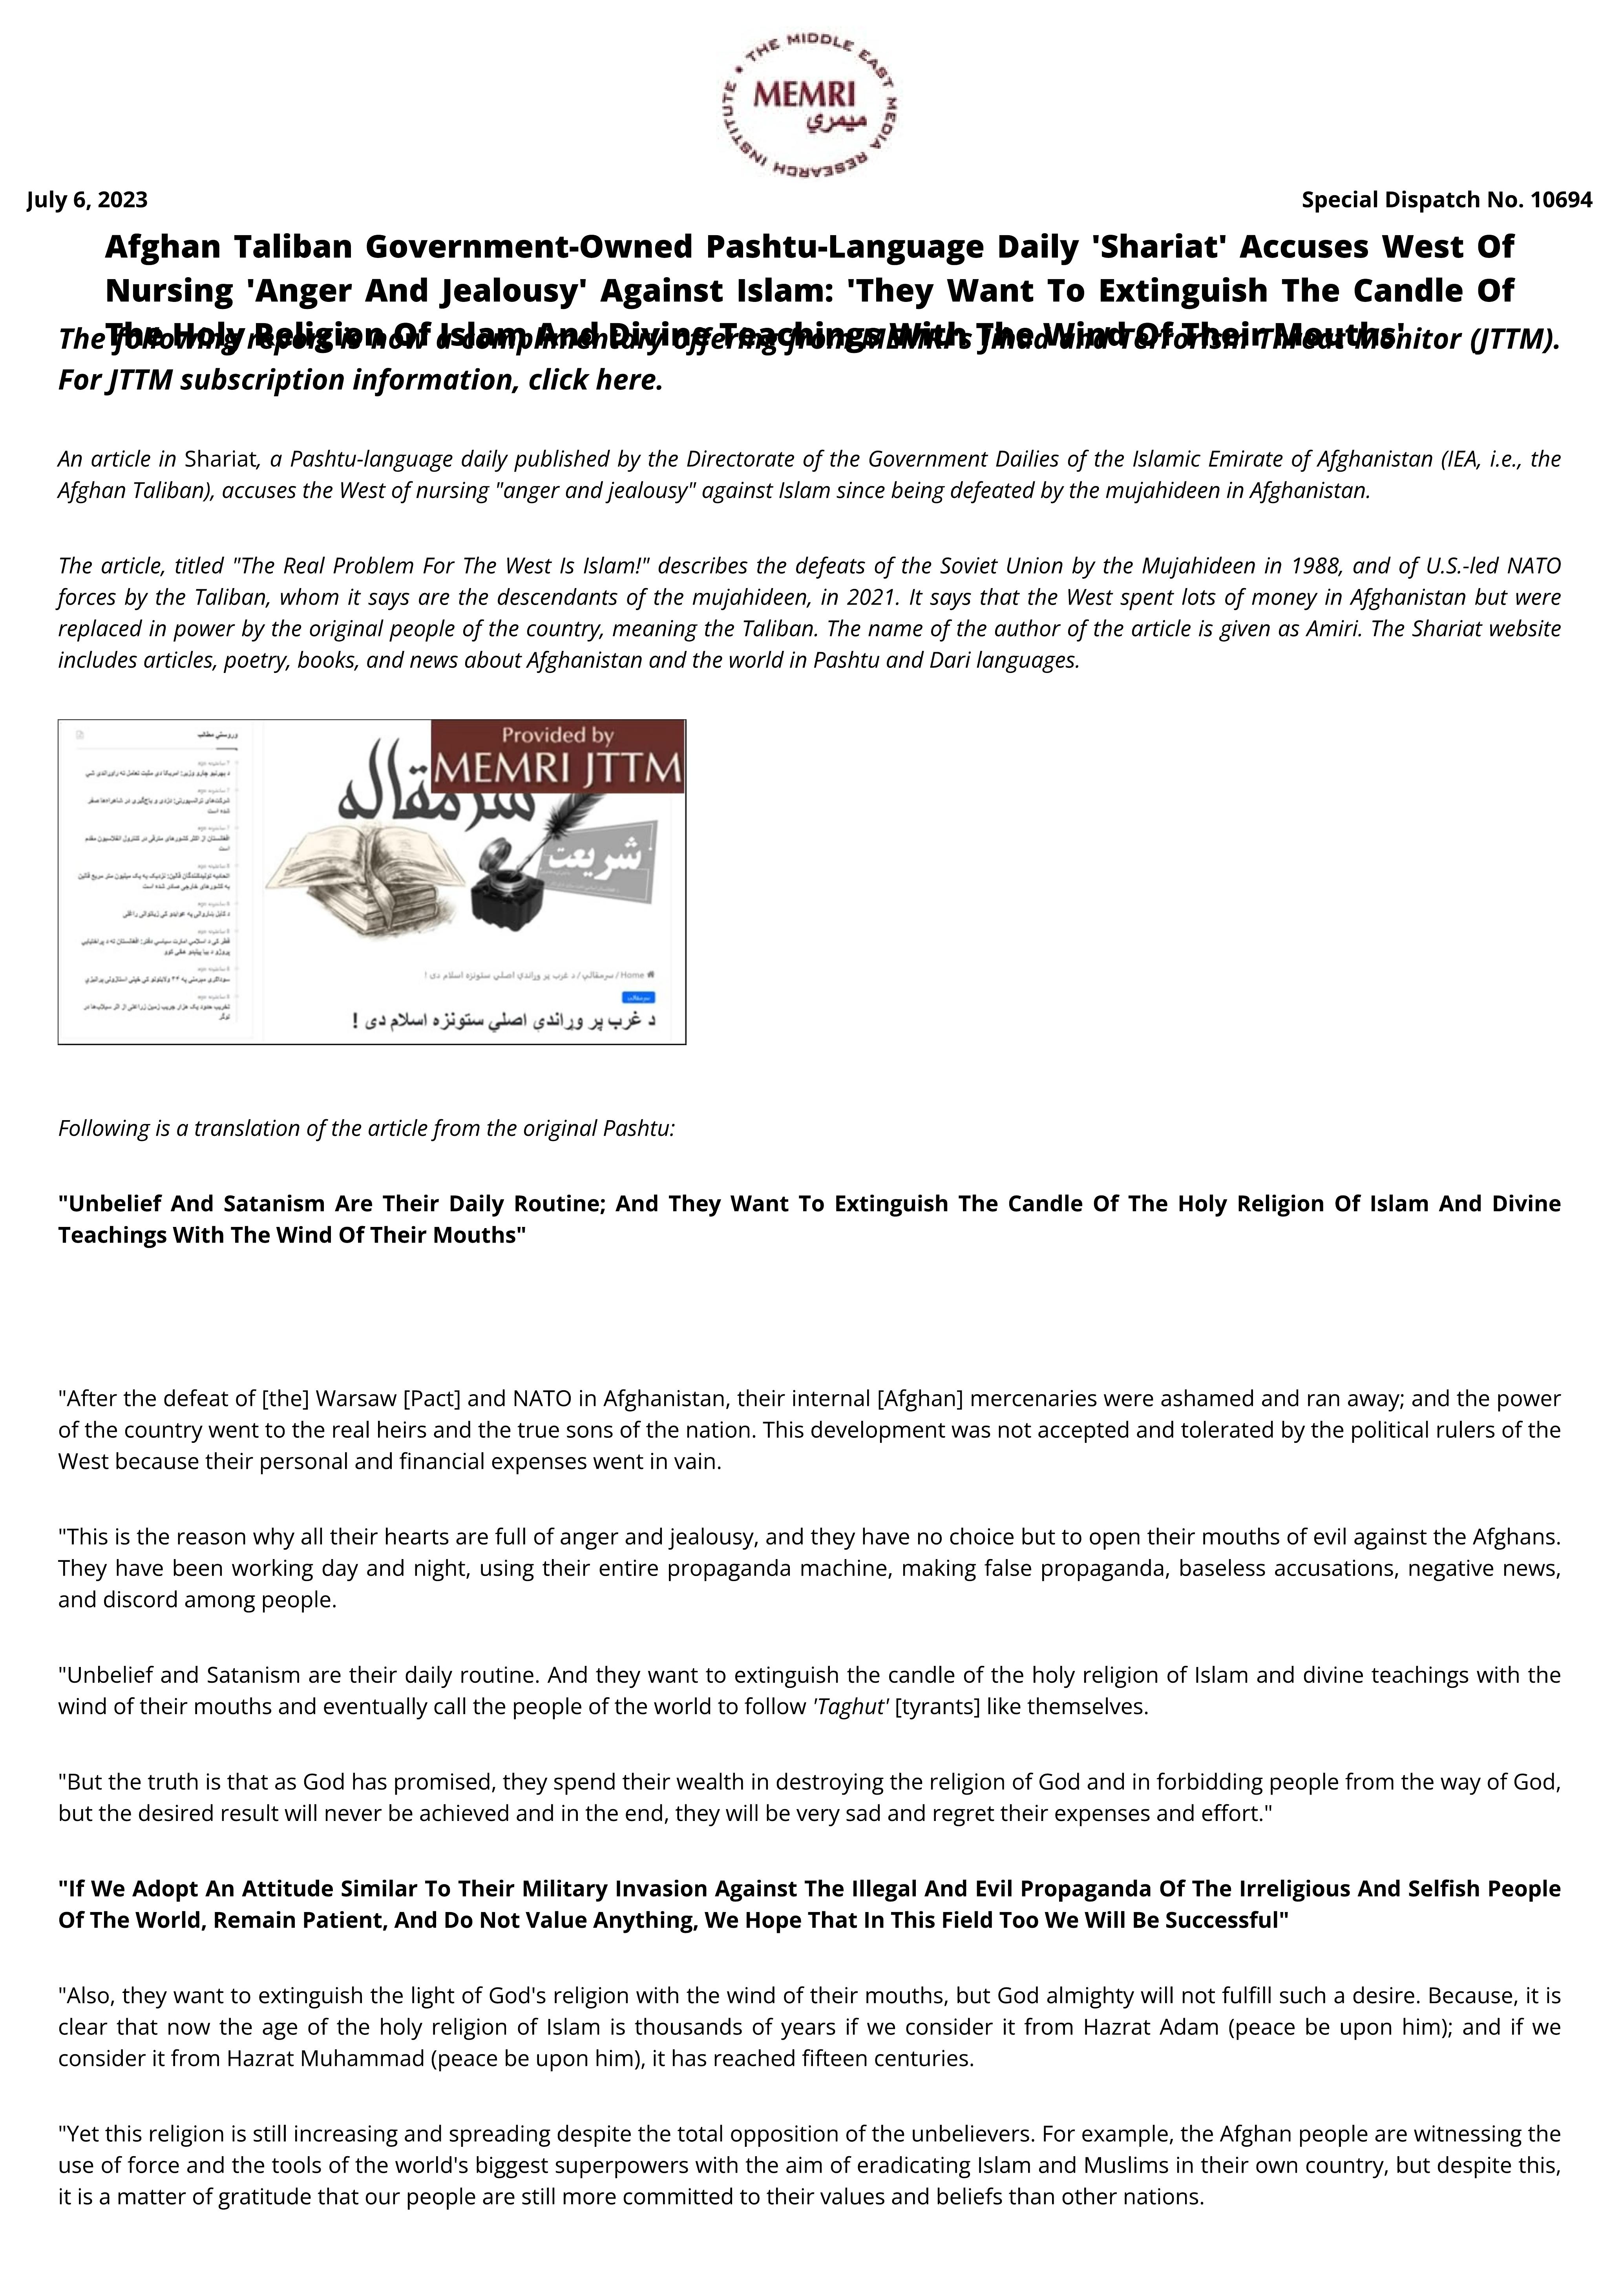 THE MIDDLE EAST MEDIA RESEARCH INSTITUTE
MEMRI
ميمري
July 6, 2023
Special Dispatch No. 10694
Afghan Taliban Government-Owned Pashtu-Language Daily 'Shariat' Accuses West Of
Nursing 'Anger And Jealousy' Against Islam: 'They Want To Extinguish The Candle Of
The Holy Religion Of Islam And Divine Teachings With The Wind Of Their Mouths'
The following report is now a complimentary offering from MEMRI's Jihad and Terrorism Threat Monitor (JTTM).
For JTTM subscription information, click here.
An article in Shariat, a Pashtu-language daily published by the Directorate of the Government Dailies of the Islamic Emirate of Afghanistan (IEA, i.e., the
Afghan Taliban), accuses the West of nursing "anger and jealousy" against Islam since being defeated by the mujahideen in Afghanistan.
The article, titled "The Real Problem For The West Is Islam!" describes the defeats of the Soviet Union by the Mujahideen in 1988, and of U.S.-led NATO
forces by the Taliban, whom it says are the descendants of the mujahideen, in 2021. It says that the West spent lots of money in Afghanistan but were
replaced in power by the original people of the country, meaning the Taliban. The name of the author of the article is given as Amiri. The Shariat website
includes articles, poetry, books, and news about Afghanistan and the world in Pashtu and Dari languages.
Provided by
MEMRI JTTM
سرمقاله
شریعت
وروستي مطالب
Home / سرمقالې / د غرب پر وړاندې اصلي ستونزه اسلام دی !
سرمقالې
د غرب پر وړاندې اصلي ستونزه اسلام دی !
Following is a translation of the article from the original Pashtu:
"Unbelief And Satanism Are Their Daily Routine; And They Want To Extinguish The Candle Of The Holy Religion Of Islam And Divine
Teachings With The Wind Of Their Mouths"
"After the defeat of [the] Warsaw [Pact] and NATO in Afghanistan, their internal [Afghan] mercenaries were ashamed and ran away; and the power
of the country went to the real heirs and the true sons of the nation. This development was not accepted and tolerated by the political rulers of the
West because their personal and financial expenses went in vain.
"This is the reason why all their hearts are full of anger and jealousy, and they have no choice but to open their mouths of evil against the Afghans.
They have been working day and night, using their entire propaganda machine, making false propaganda, baseless accusations, negative news,
and discord among people.
"Unbelief and Satanism are their daily routine. And they want to extinguish the candle of the holy religion of Islam and divine teachings with the
wind of their mouths and eventually call the people of the world to follow 'Taghut' [tyrants] like themselves.
"But the truth is that as God has promised, they spend their wealth in destroying the religion of God and in forbidding people from the way of God,
but the desired result will never be achieved and in the end, they will be very sad and regret their expenses and effort."
"If We Adopt An Attitude Similar To Their Military Invasion Against The Illegal And Evil Propaganda Of The Irreligious And Selfish People
Of The World, Remain Patient, And Do Not Value Anything, We Hope That In This Field Too We Will Be Successful"
"Also, they want to extinguish the light of God's religion with the wind of their mouths, but God almighty will not fulfill such a desire. Because, it is
clear that now the age of the holy religion of Islam is thousands of years if we consider it from Hazrat Adam (peace be upon him); and if we
consider it from Hazrat Muhammad (peace be upon him), it has reached fifteen centuries.
"Yet this religion is still increasing and spreading despite the total opposition of the unbelievers. For example, the Afghan people are witnessing the
use of force and the tools of the world's biggest superpowers with the aim of eradicating Islam and Muslims in their own country, but despite this,
it is a matter of gratitude that our people are still more committed to their values and beliefs than other nations.